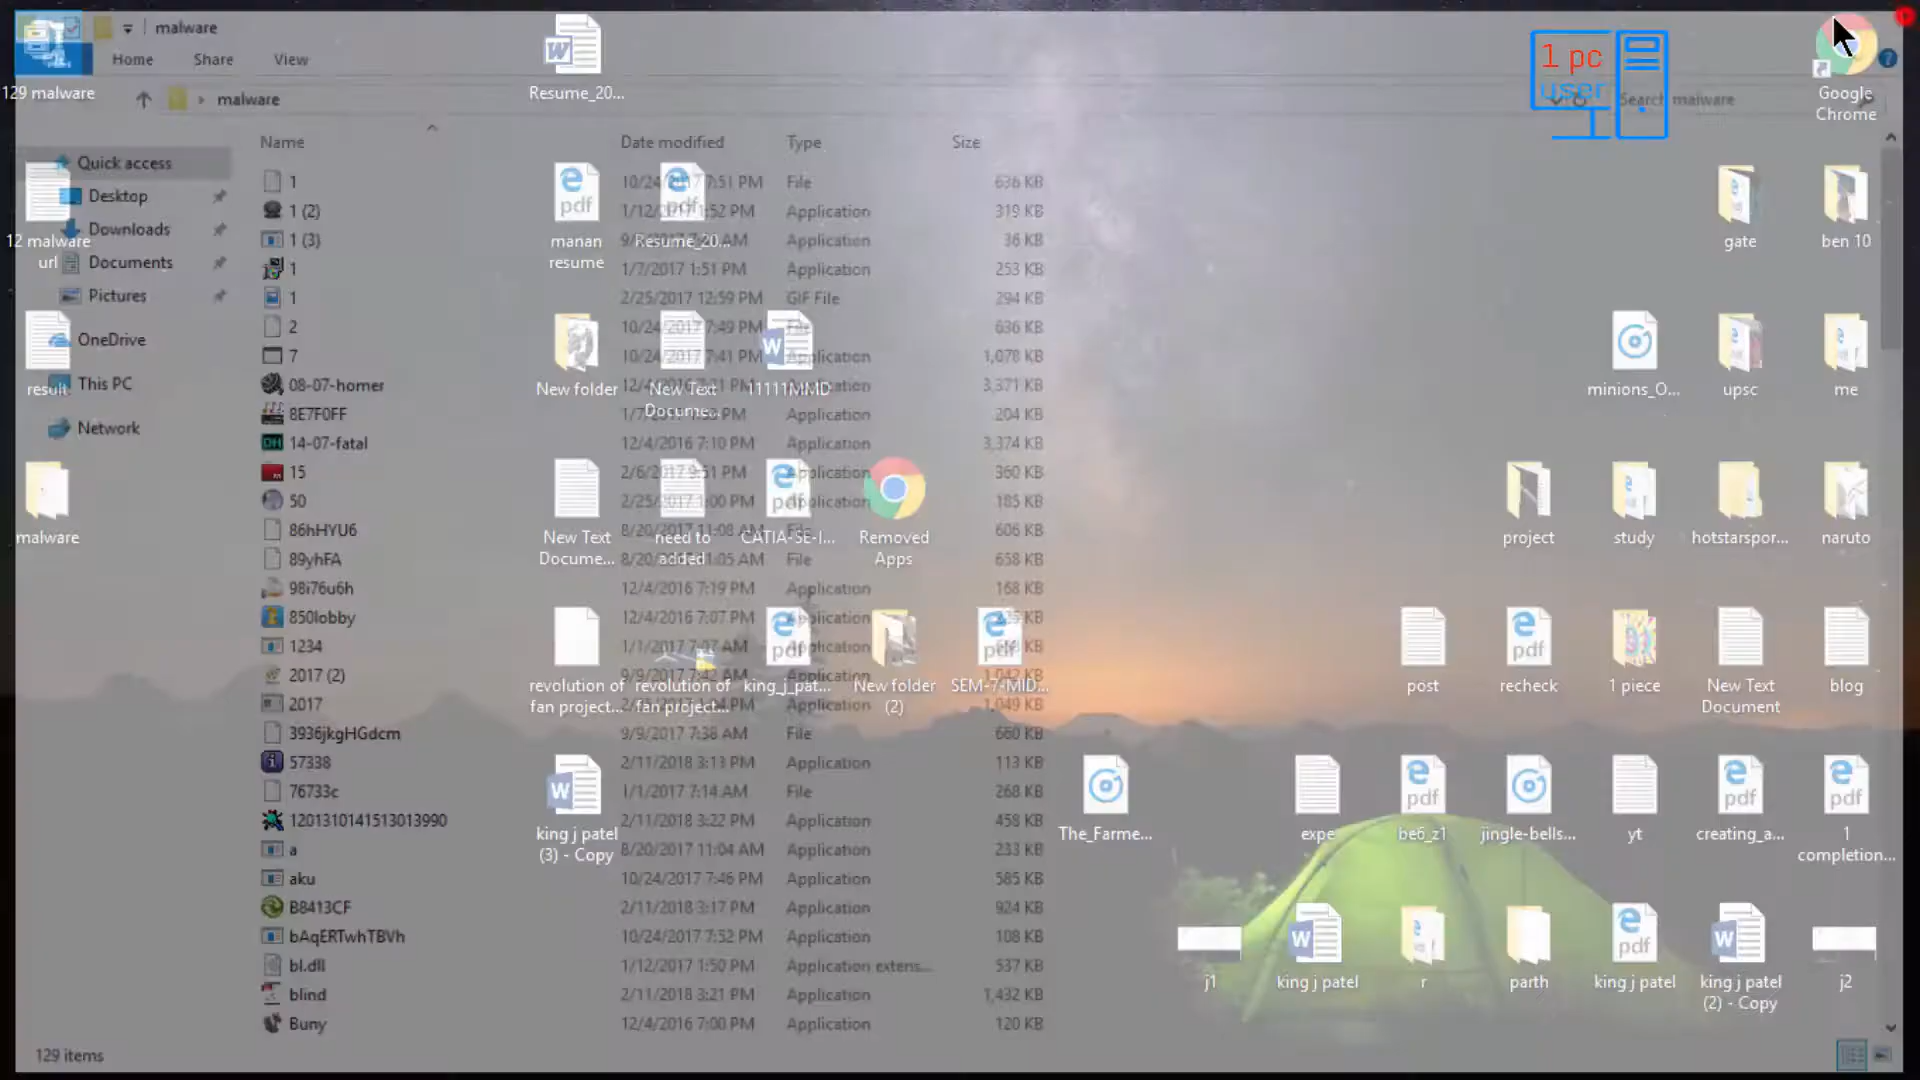 malware
Home Share View
malware
Search malware
1 pc
user
Quick access
Desktop
Downloads
Documents
Pictures
OneDrive
This PC
Network
Name Date modified Type Size
1 10/24/2017 7:51 PM File 636 KB
1 (2) 1/12/2017 1:52 PM Application 319 KB
1 (3) AM Application 36 KB
1 1/7/2017 1:51 PM Application 253 KB
1 2/25/2017 12:59 PM GIF File 294 KB
2 10/24/2017 7:49 PM File 636 KB
7 10/24/2017 7:41 PM Application 1,078 KB
08-07-homer PM Application 3,371 KB
8E7F0FF PM Application 204 KB
14-07-fatal 12/4/2016 7:10 PM Application 3,374 KB
15 2/6/2017 9:51 PM Application 360 KB
50 2/25/2017 1:00 PM Application 185 KB
86hHYU6 8/20/2017 11:08 AM File 606 KB
89yhFA 8/20/2017 11:05 AM File 658 KB
98i76u6h 12/4/2016 7:19 PM Application 168 KB
850lobby 12/4/2016 7:07 PM Application KB
1234 1/1/2017 7:07 AM Application KB
2017 (2) 9/9/2017 7:42 AM Application 1,042 KB
2017 PM Application 1,049 KB
3936jkgHGdcm 9/9/2017 7:38 AM File 660 KB
57338 2/11/2018 3:13 PM Application 113 KB
76733c 1/1/2017 7:14 AM File 268 KB
1201310141513013990 2/11/2018 3:22 PM Application 458 KB
a 8/20/2017 11:04 AM Application 233 KB
aku 10/24/2017 7:46 PM Application 585 KB
B8413CF 2/11/2018 3:17 PM Application 924 KB
bAqERTwhTBVh 10/24/2017 7:52 PM Application 108 KB
bl.dll 1/12/2017 1:50 PM Application extens... 537 KB
blind 2/11/2018 3:21 PM Application 1,432 KB
Buny 12/4/2016 7:00 PM Application 120 KB
129 items
129 malware
Resume_20...
Google
Chrome
12 malware
url
manan
resume
Resume_20...
gate
ben 10
result
New folder
New Text
Docume...
11111MMD
minions_O...
upsc
me
malware
New Text
Docume...
need to
added
CATIA-SE-I...
Removed
Apps
project
study
hotstarspor...
naruto
revolution of
fan project...
revolution of
fan project...
king_j_pat...
New folder
(2)
SEM-7-MID...
post
recheck
1 piece
New Text
Document
blog
king j patel
(3) - Copy
The_Farme...
expe
be6_z1
jingle-bells...
yt
creating_a...
1
completion...
j1
king j patel
r
parth
king j patel
king j patel
(2) - Copy
j2